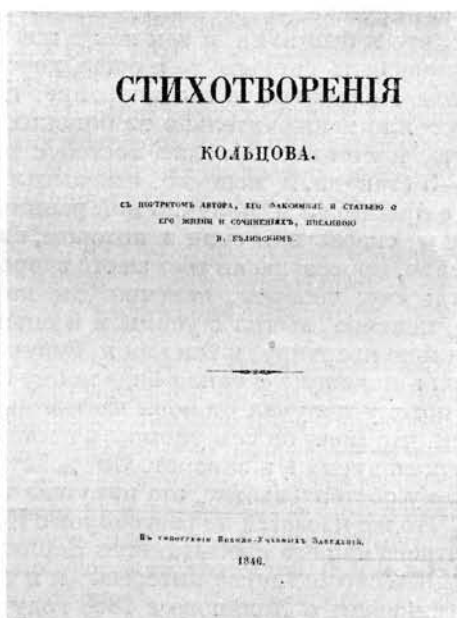 СТИХОТВОРЕНІЯ
КОЛЬЦОВА.
СЪ ПОРТРЕТОМЪ АВТОРА, ЕГО ФАКСИМИЛЕ И СТАТЬЕЮ О
ЕГО ЖИЗНИ И СОЧИНЕНІЯХЪ, ПИСАННОЮ
В. БѢЛИНСКИМЪ.
Въ типографіи Военно-Учебныхъ Заведеній.
1846.